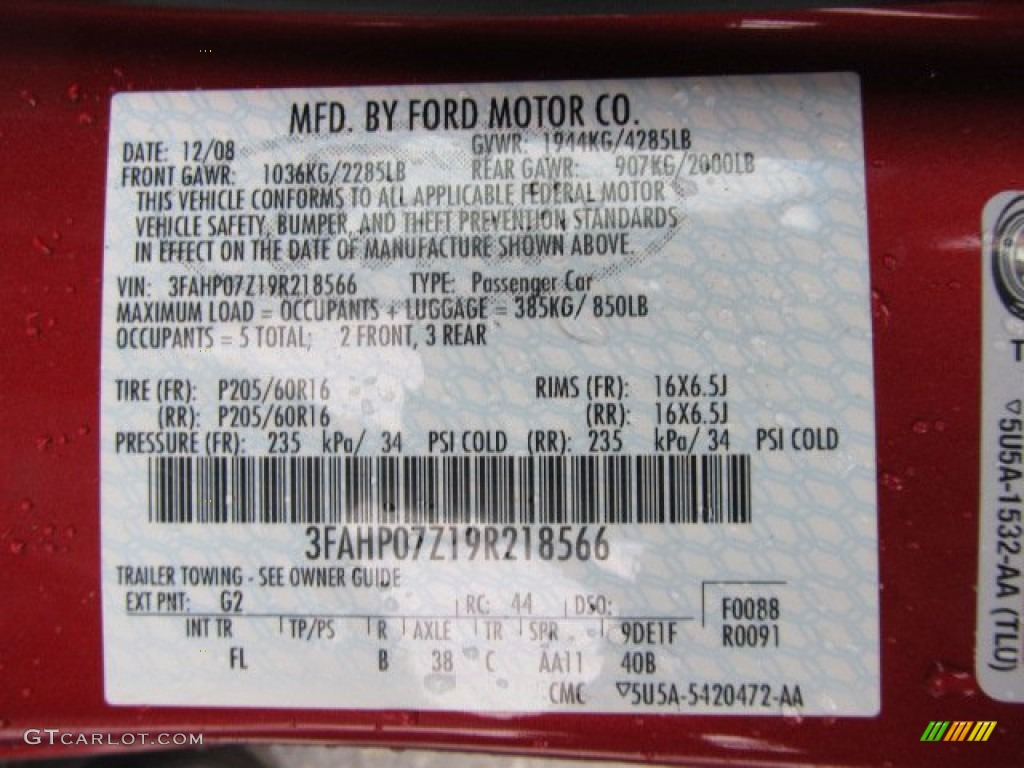 MFD. BY FORD MOTOR CO.
DATE: 12/08 GVWR: 1944KG/4285LB
FRONT GAWR: 1036KG/2285LB REAR GAWR: 907KG/2000LB
THIS VEHICLE CONFORMS TO ALL APPLICABLE FEDERAL MOTOR
VEHICLE SAFETY, BUMPER, AND THEFT PREVENTION STANDARDS
IN EFFECT ON THE DATE OF MANUFACTURE SHOWN ABOVE.
VIN: 3FAHP07Z19R218566 TYPE: Passenger Car
MAXIMUM LOAD = OCCUPANTS + LUGGAGE = 385KG/ 850LB
OCCUPANTS = 5 TOTAL; 2 FRONT, 3 REAR
TIRE (FR): P205/60R16 RIMS (FR): 16X6.5J
(RR): P205/60R16 (RR): 16X6.5J
PRESSURE (FR): 235 kPa/ 34 PSI COLD (RR): 235 kPa/ 34 PSI COLD
3FAHP07Z19R218566
TRAILER TOWING - SEE OWNER GUIDE
EXT PNT: G2 RC: 44 DSO: F0088
INT TR TP/PS R AXLE TR SPR 9DE1F R0091
FL B 38 C AA11 40B
CMC 5U5A-5420472-AA
T
5U5A-1532-AA (TLU)
GTCARLOT.COM